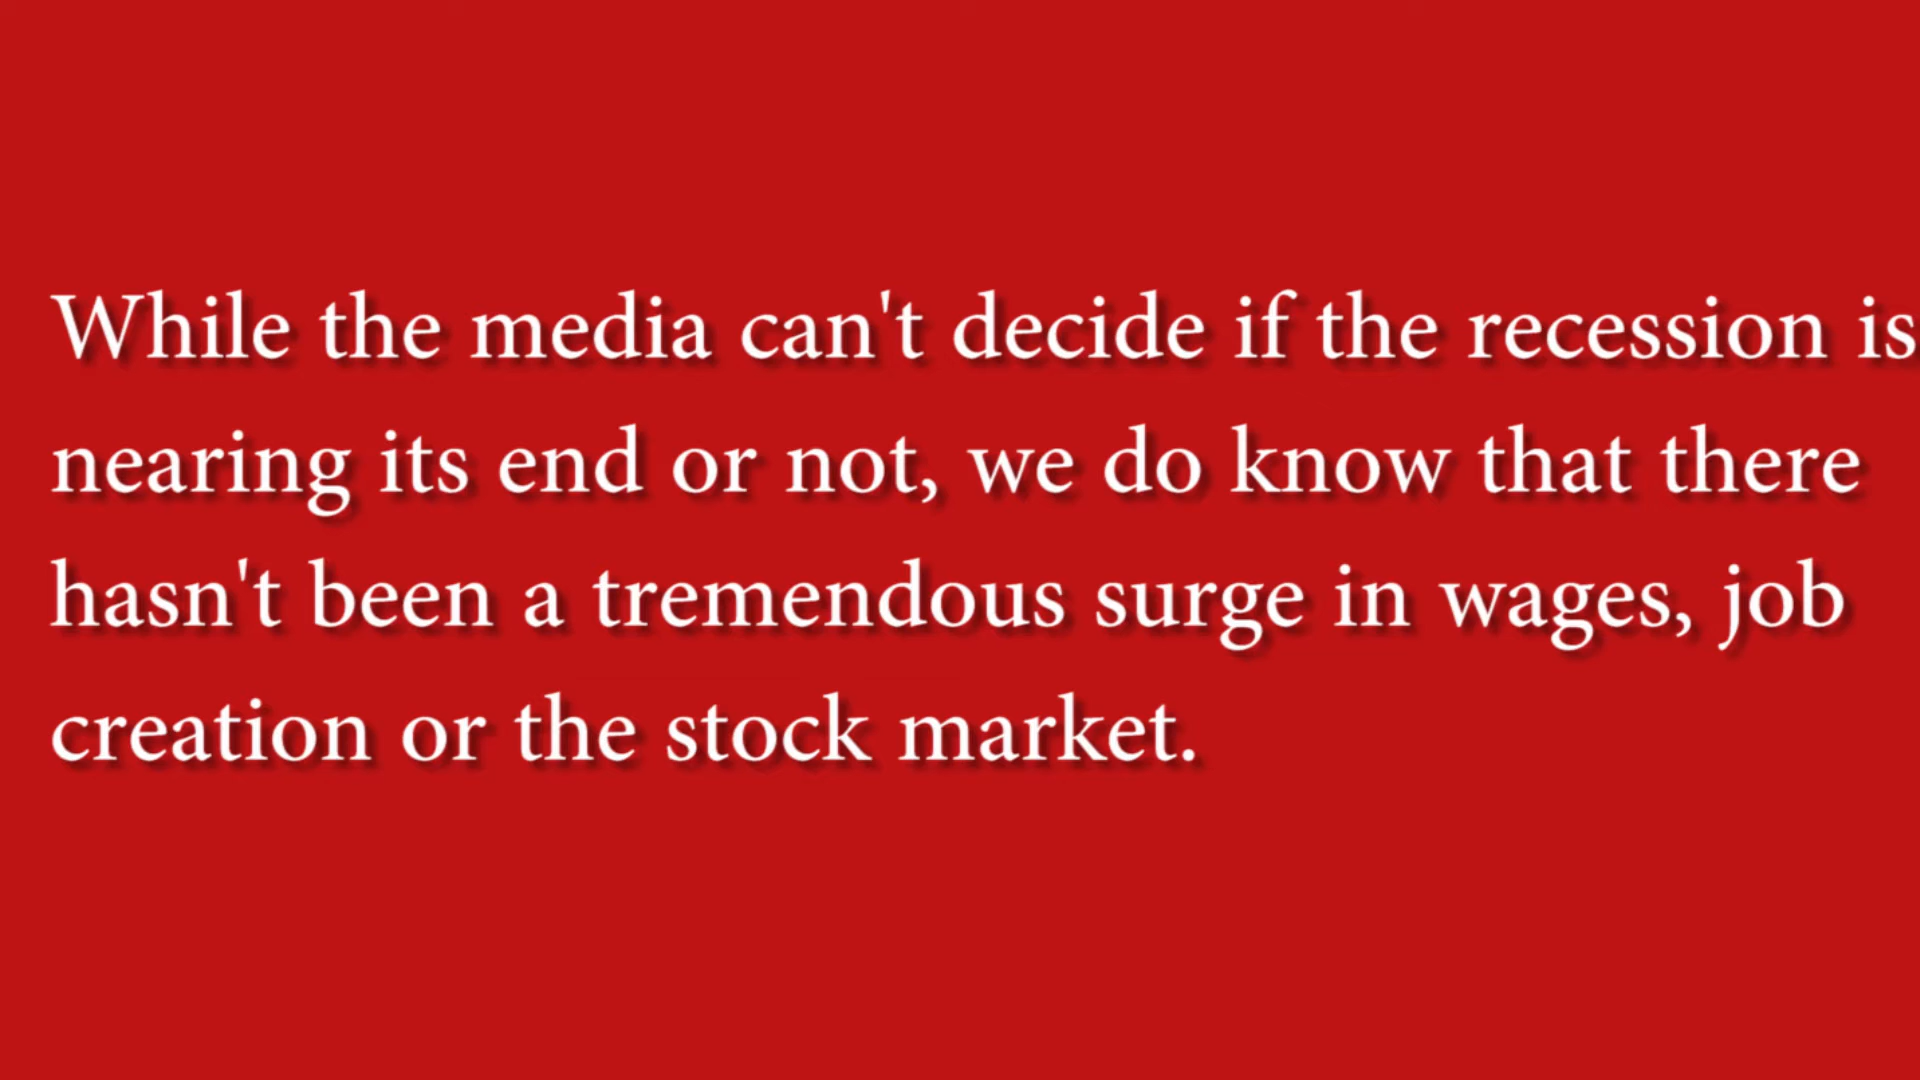 While the media can't decide if the recession is
nearing its end or not, we do know that there
hasn't been a tremendous surge in wages, job
creation or the stock market.